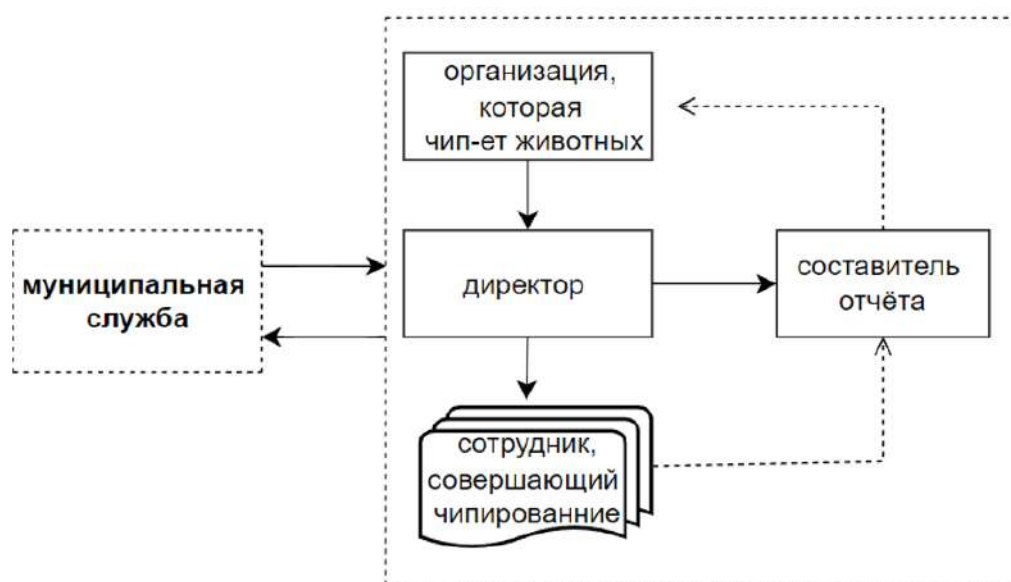 организация,
которая
чип-ет животных
муниципальная
служба
директор
составитель
отчёта
сотрудник,
совершающий
чипированние